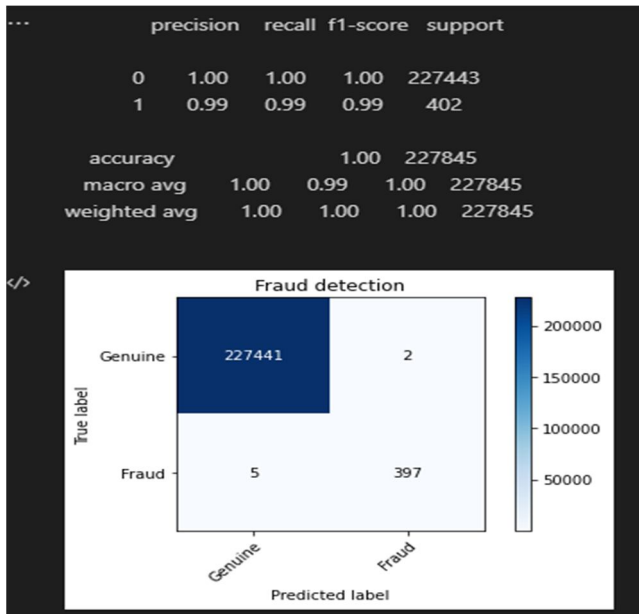 ...
precision recall f1-score support
0 1.00 1.00 1.00 227443
1 0.99 0.99 0.99 402
accuracy 1.00 227845
macro avg 1.00 0.99 1.00 227845
weighted avg 1.00 1.00 1.00 227845
</>
Fraud detection
Genuine 227441 2
Fraud 5 397
True label
Genuine Fraud
Predicted label
200000
150000
100000
50000